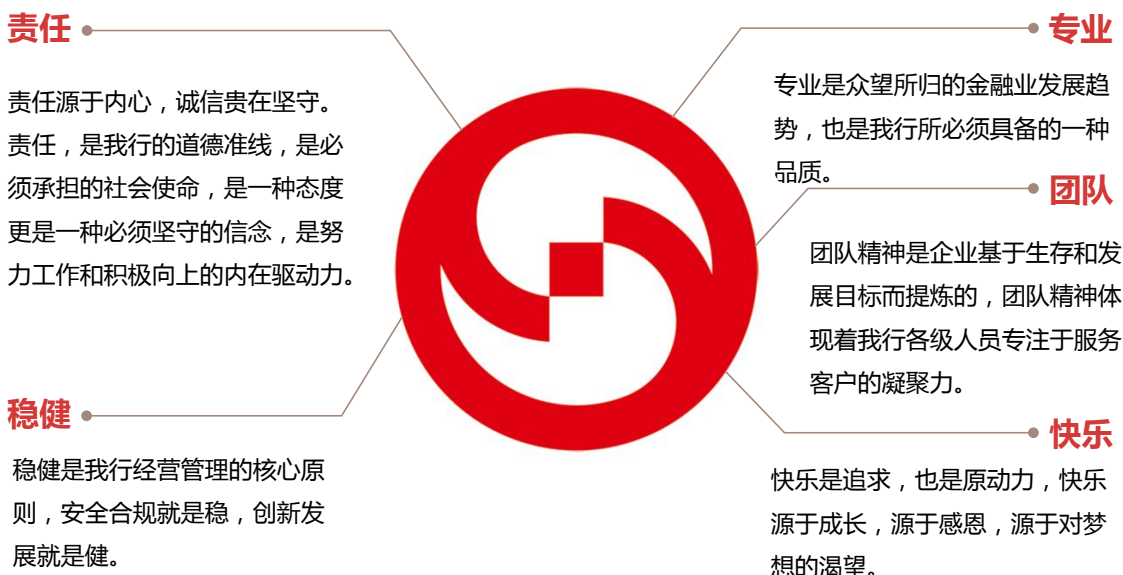 责任
责任源于内心，诚信贵在坚守。
责任，是我行的道德准线，是必
须承担的社会使命，是一种态度
更是一种必须坚守的信念，是努
力工作和积极向上的内在驱动力。
稳健
稳健是我行经营管理的核心原
则，安全合规就是稳，创新发
展就是健。
专业
专业是众望所归的金融业发展趋
势，也是我行所必须具备的一种
品质。
团队
团队精神是企业基于生存和发
展目标而提炼的，团队精神体
现着我行各级人员专注于服务
客户的凝聚力。
快乐
快乐是追求，也是原动力，快乐
源于成长，源于感恩，源于对梦
想的渴望。